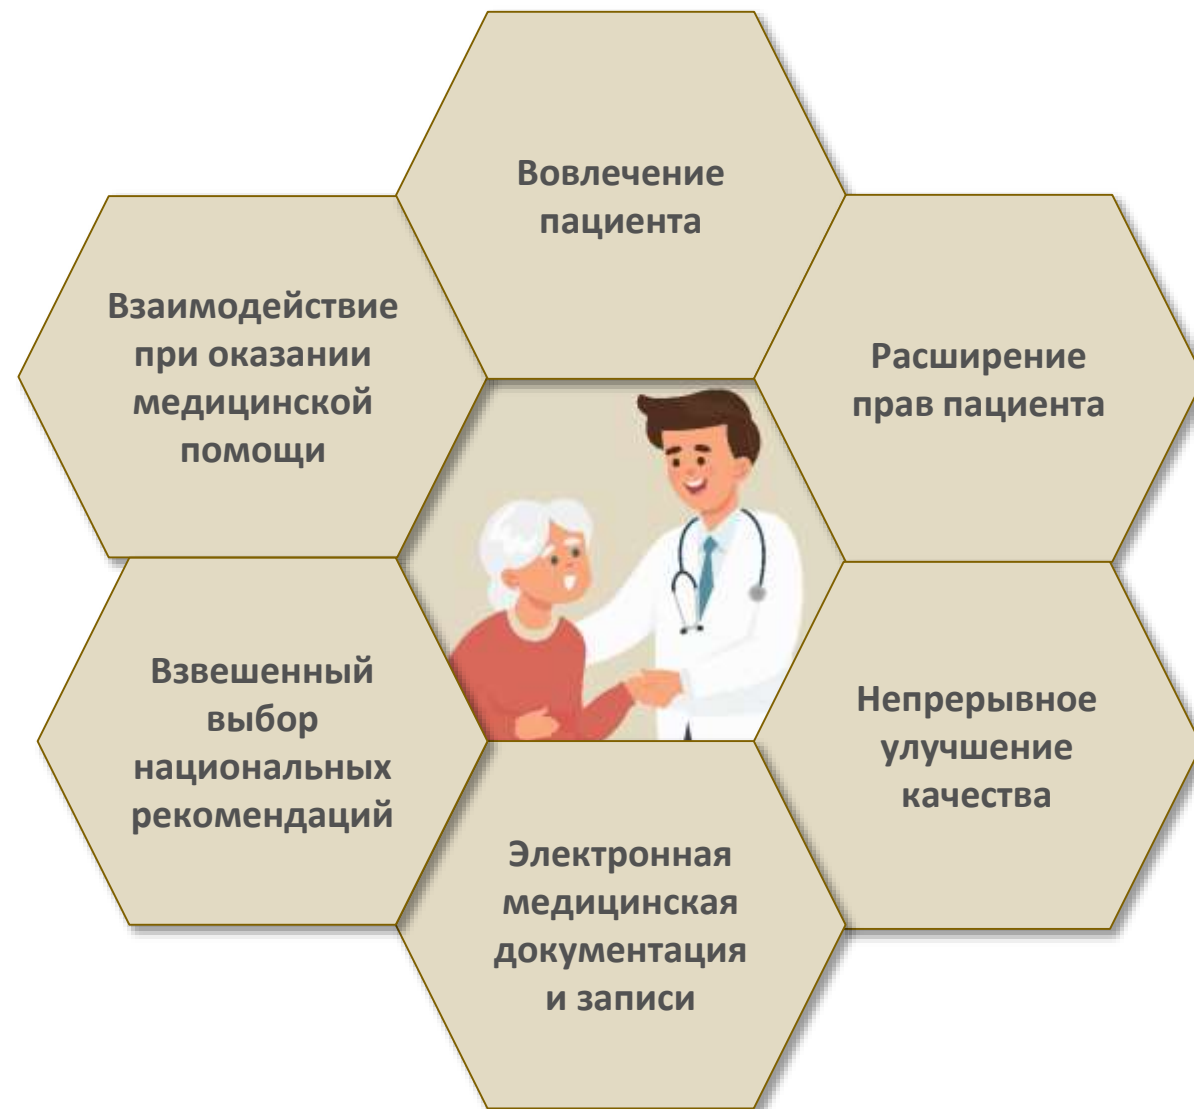 Вовлечение
пациента
Взаимодействие
при оказании
медицинской
помощи
Расширение
прав пациента
Взвешенный
выбор
национальных
рекомендаций
Непрерывное
улучшение
качества
Электронная
медицинская
документация
и записи